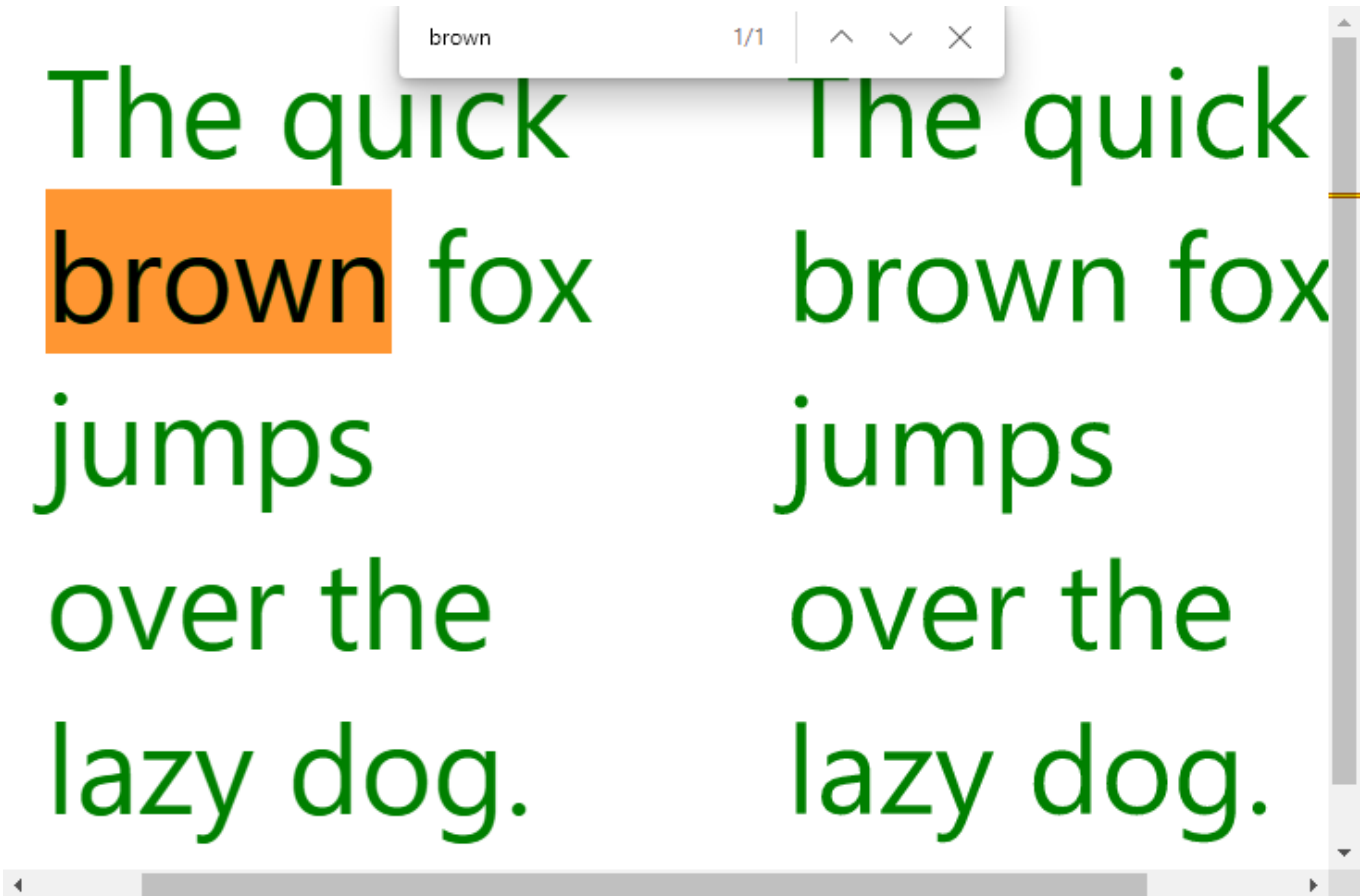 brown 1/1
The quick
brown fox
jumps
over the
lazy dog.
The quick
brown fox
jumps
over the
lazy dog.